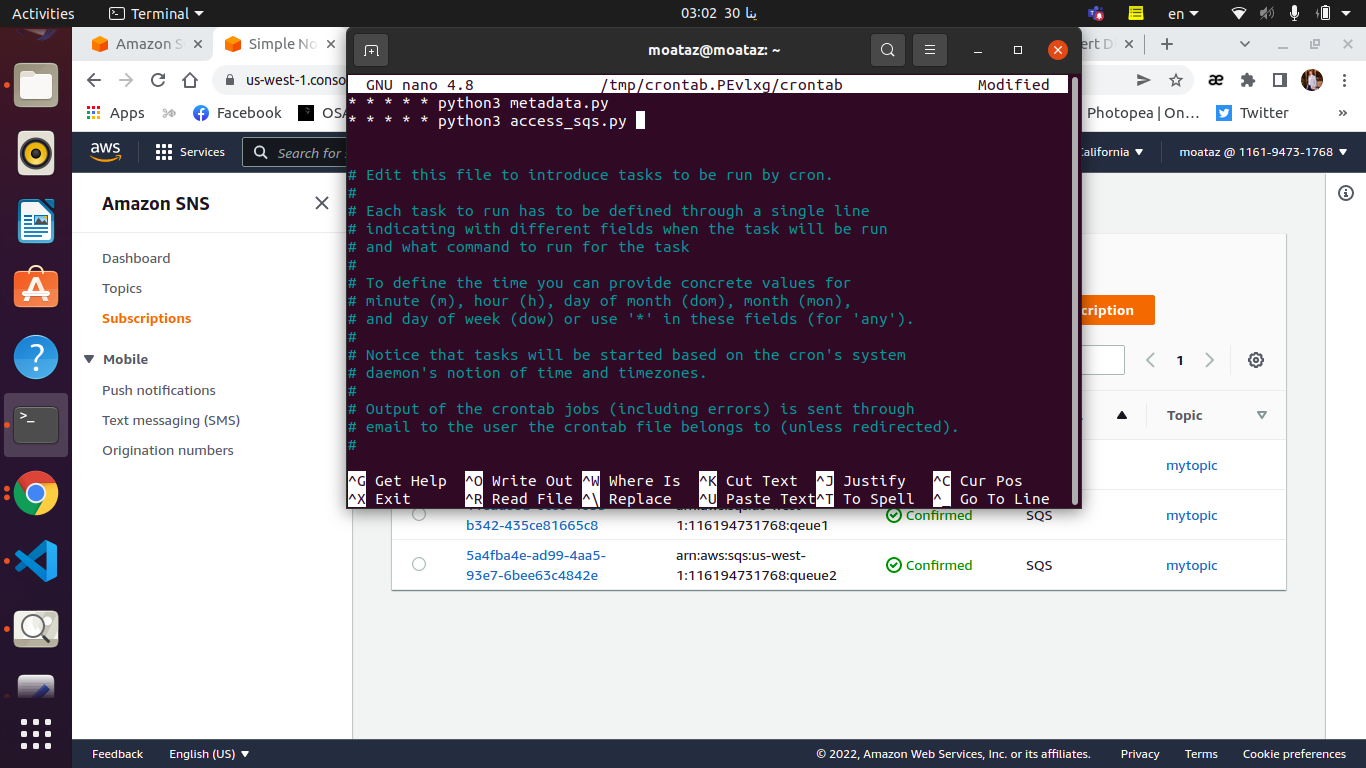 Activities
Terminal
03:02 30 ينا
en
Amazon S
Simple No
ert D
us-west-1.conso
Apps
Facebook
OSA
Photopea | On…
Twitter
»
aws
Services
Search for
California
moataz @ 1161-9473-1768
moataz@moataz: ~
GNU nano 4.8 /tmp/crontab.PEvlxg/crontab Modified
* * * * * python3 metadata.py
* * * * * python3 access_sqs.py
# Edit this file to introduce tasks to be run by cron.
#
# Each task to run has to be defined through a single line
# indicating with different fields when the task will be run
# and what command to run for the task
#
# To define the time you can provide concrete values for
# minute (m), hour (h), day of month (dom), month (mon),
# and day of week (dow) or use '*' in these fields (for 'any').
#
# Notice that tasks will be started based on the cron's system
# daemon's notion of time and timezones.
#
# Output of the crontab jobs (including errors) is sent through
# email to the user the crontab file belongs to (unless redirected).
#
^G Get Help ^O Write Out ^W Where Is ^K Cut Text ^J Justify ^C Cur Pos
^X Exit ^R Read File ^\ Replace ^U Paste Text ^T To Spell ^_ Go To Line
Amazon SNS
Dashboard
Topics
Subscriptions
Mobile
Push notifications
Text messaging (SMS)
Origination numbers
cription
1
Topic
mytopic
b342-435ce81665c8
1:116194731768:qeue1
Confirmed
SQS
mytopic
5a4fba4e-ad99-4aa5-
93e7-6bee63c4842e
arn:aws:sqs:us-west-
1:116194731768:queue2
Confirmed
SQS
mytopic
Feedback
English (US)
© 2022, Amazon Web Services, Inc. or its affiliates.
Privacy
Terms
Cookie preferences